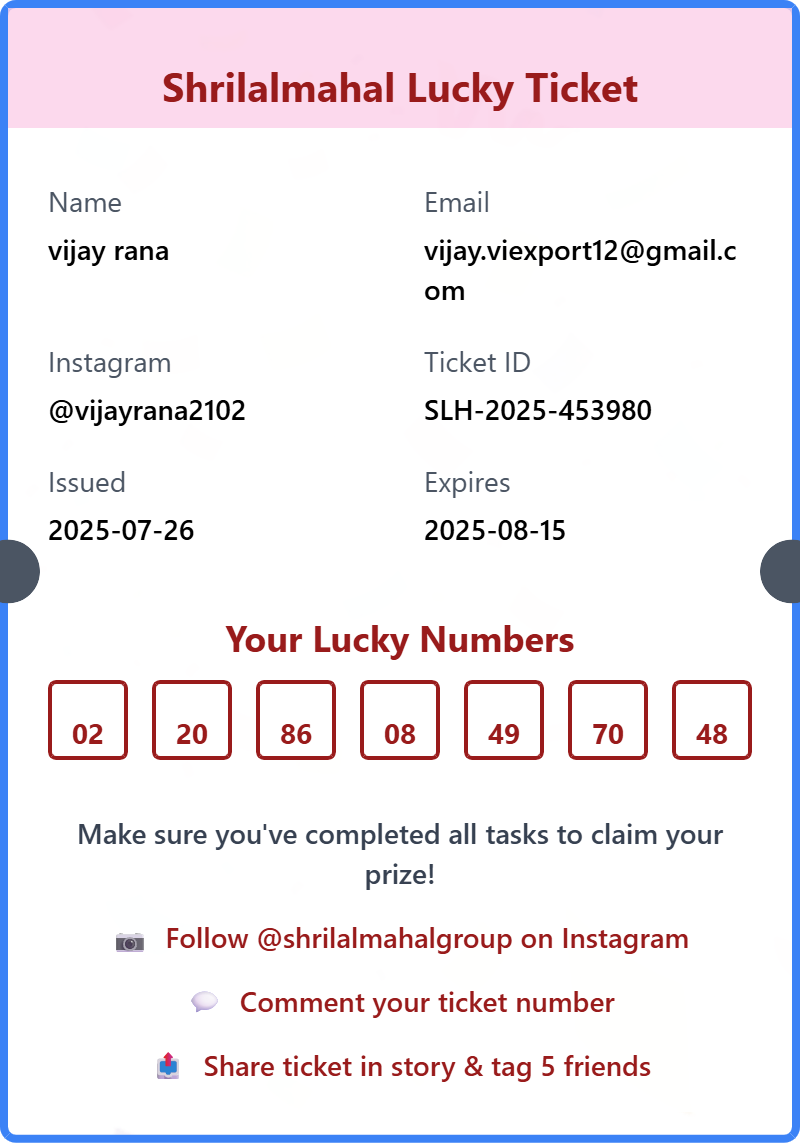 Shrilalmahal Lucky Ticket
Name
vijay rana
Email
vijay.viexport12@gmail.c
om
Instagram
@vijayrana2102
Ticket ID
SLH-2025-453980
Issued
2025-07-26
Expires
2025-08-15
Your Lucky Numbers
02 20 86 08 49 70 48
Make sure you've completed all tasks to claim your
prize!
Follow @shrilalmahalgroup on Instagram
Comment your ticket number
Share ticket in story & tag 5 friends